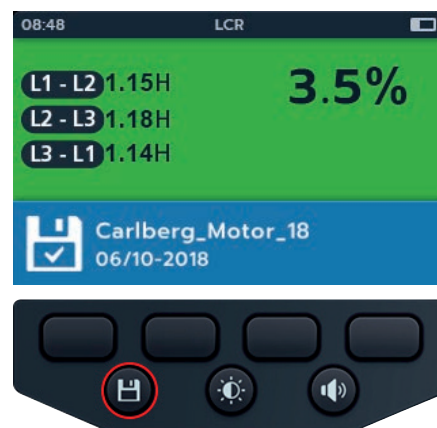 08:48 LCR
L1 - L2 1.15H 3.5%
L2 - L3 1.18H
L3 - L1 1.14H
Carlberg_Motor_18
06/10-2018